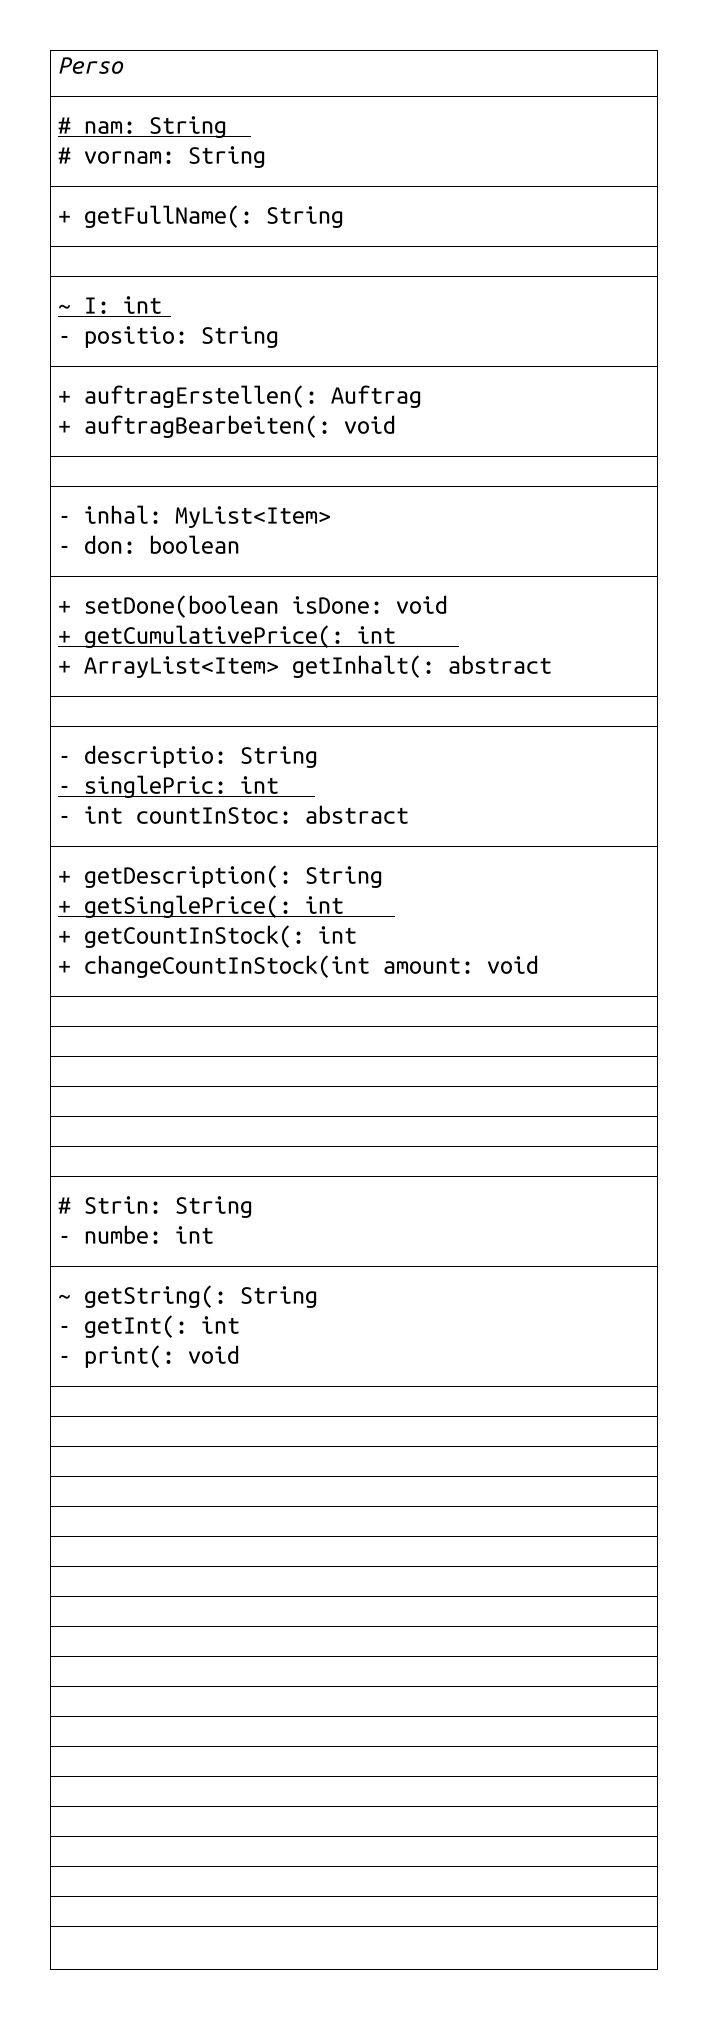 Perso
# nam: String
# vornam: String
+ getFullName(: String
~ I: int
- positio: String
+ auftragErstellen(: Auftrag
+ auftragBearbeiten(: void
- inhal: MyList<Item>
- don: boolean
+ setDone(boolean isDone: void
+ getCumulativePrice(: int
+ ArrayList<Item> getInhalt(: abstract
- descriptio: String
- singlePric: int
- int countInStoc: abstract
+ getDescription(: String
+ getSinglePrice(: int
+ getCountInStock(: int
+ changeCountInStock(int amount: void
# Strin: String
- numbe: int
~ getString(: String
- getInt(: int
- print(: void